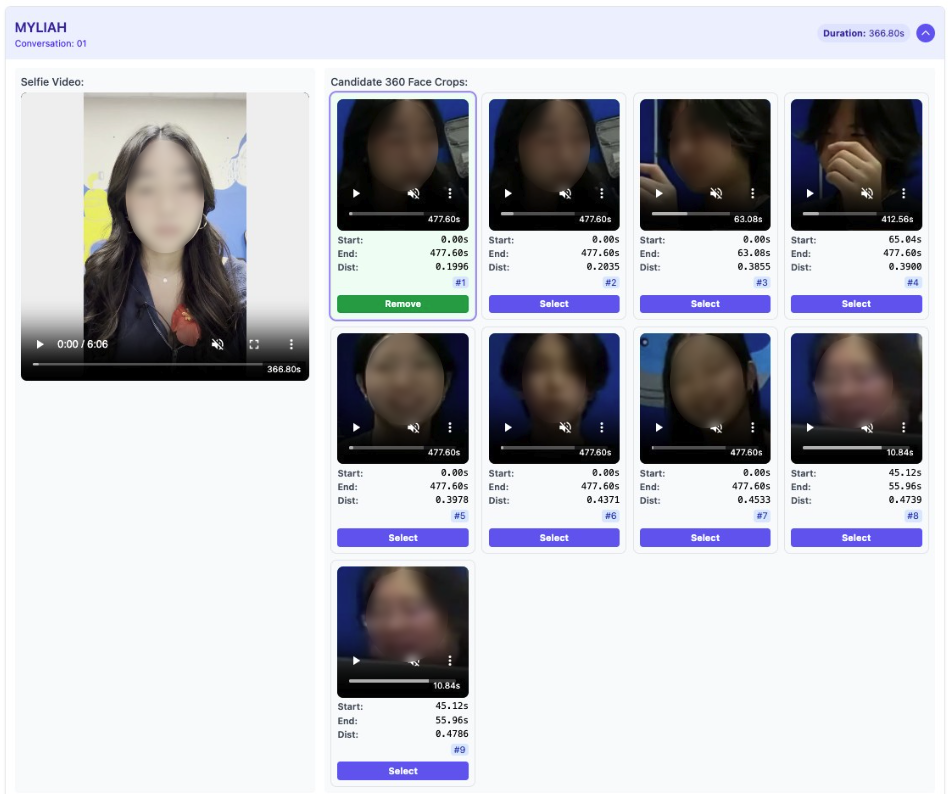 MYLIAH
Conversation: 01
Duration: 366.80s
Selfie Video:
0:00 / 6:06
366.80s
Candidate 360 Face Crops:
477.60s
Start: 0.00s
End: 477.60s
Dist: 0.1996
#1
Remove
477.60s
Start: 0.00s
End: 477.60s
Dist: 0.2035
#2
Select
63.08s
Start: 0.00s
End: 63.08s
Dist: 0.3855
#3
Select
412.56s
Start: 65.04s
End: 477.60s
Dist: 0.3900
#4
Select
477.60s
Start: 0.00s
End: 477.60s
Dist: 0.3978
#5
Select
477.60s
Start: 0.00s
End: 477.60s
Dist: 0.4371
#6
Select
477.60s
Start: 0.00s
End: 477.60s
Dist: 0.4533
#7
Select
10.84s
Start: 45.12s
End: 55.96s
Dist: 0.4739
#8
Select
10.84s
Start: 45.12s
End: 55.96s
Dist: 0.4786
#9
Select